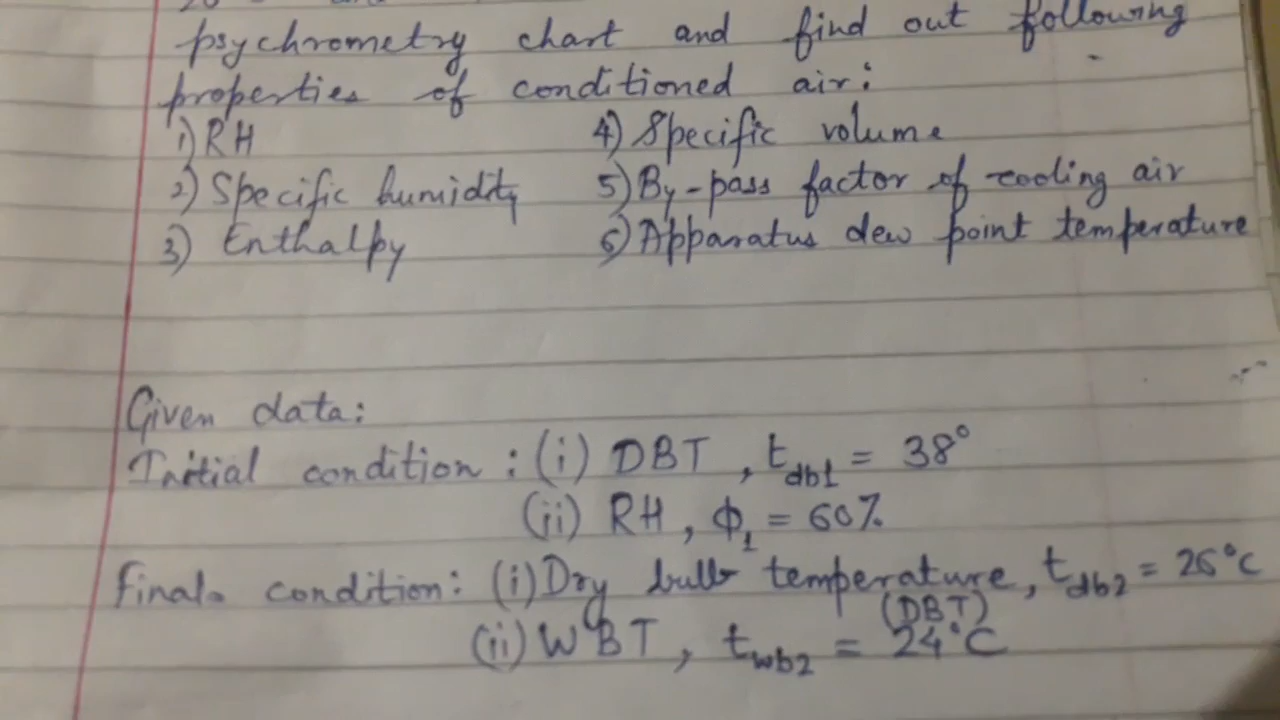 psychrometry chart and find out following
properties of conditioned air:
1) RH
4) Specific volume
2) Specific humidity
5) By-pass factor of cooling air
3) Enthalpy
6) Apparatus dew point temperature
Given data:
Initial condition : (i) DBT , tdb1 = 38°
(ii) RH , Φ1 = 60%
final condition: (i) Dry bulb temperature, tdb2 = 26°C
(DBT)
(ii) WBT , twb2 = 24°C